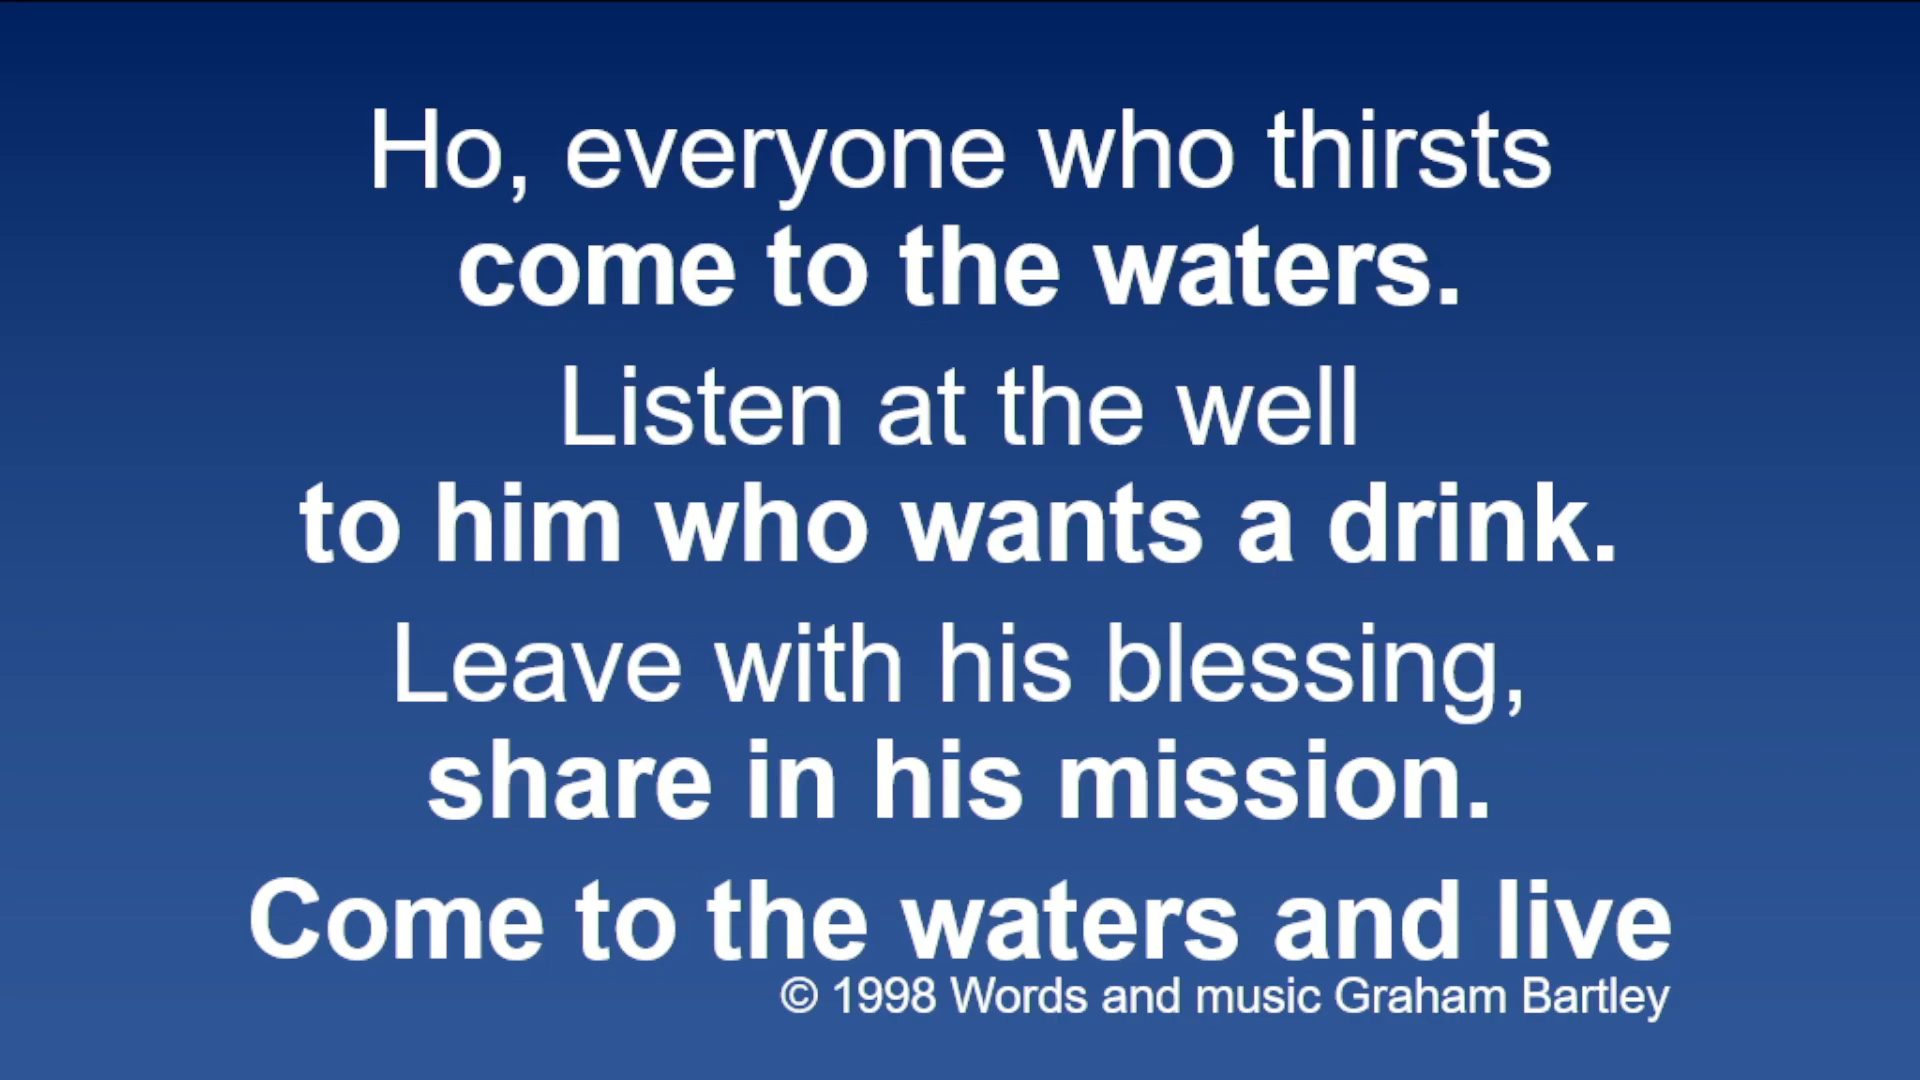 Ho, everyone who thirsts
come to the waters.
Listen at the well
to him who wants a drink.
Leave with his blessing,
share in his mission.
Come to the waters and live
© 1998 Words and music Graham Bartley